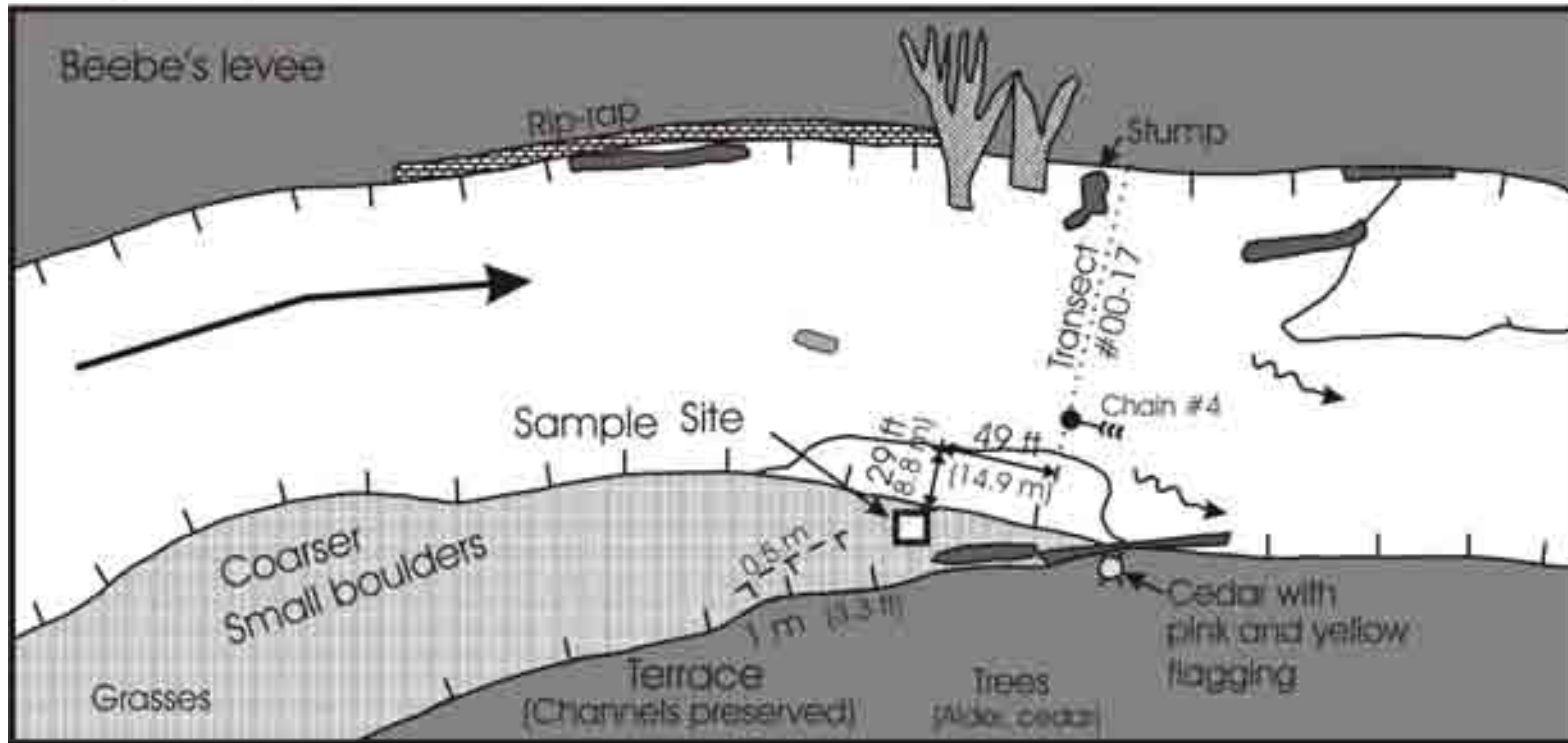 Beebe's levee
Rip-rap
Stump
Transect
#00-17
Chain #4
Sample Site
29 ft
8.8 m)
49 ft
(14.9 m)
Coarser
Small boulders
0.5 m
1 m (3.3 ft)
Cedar with
pink and yellow
flagging
Grasses
Terrace
(Channels preserved)
Trees
(Alder, cedar)